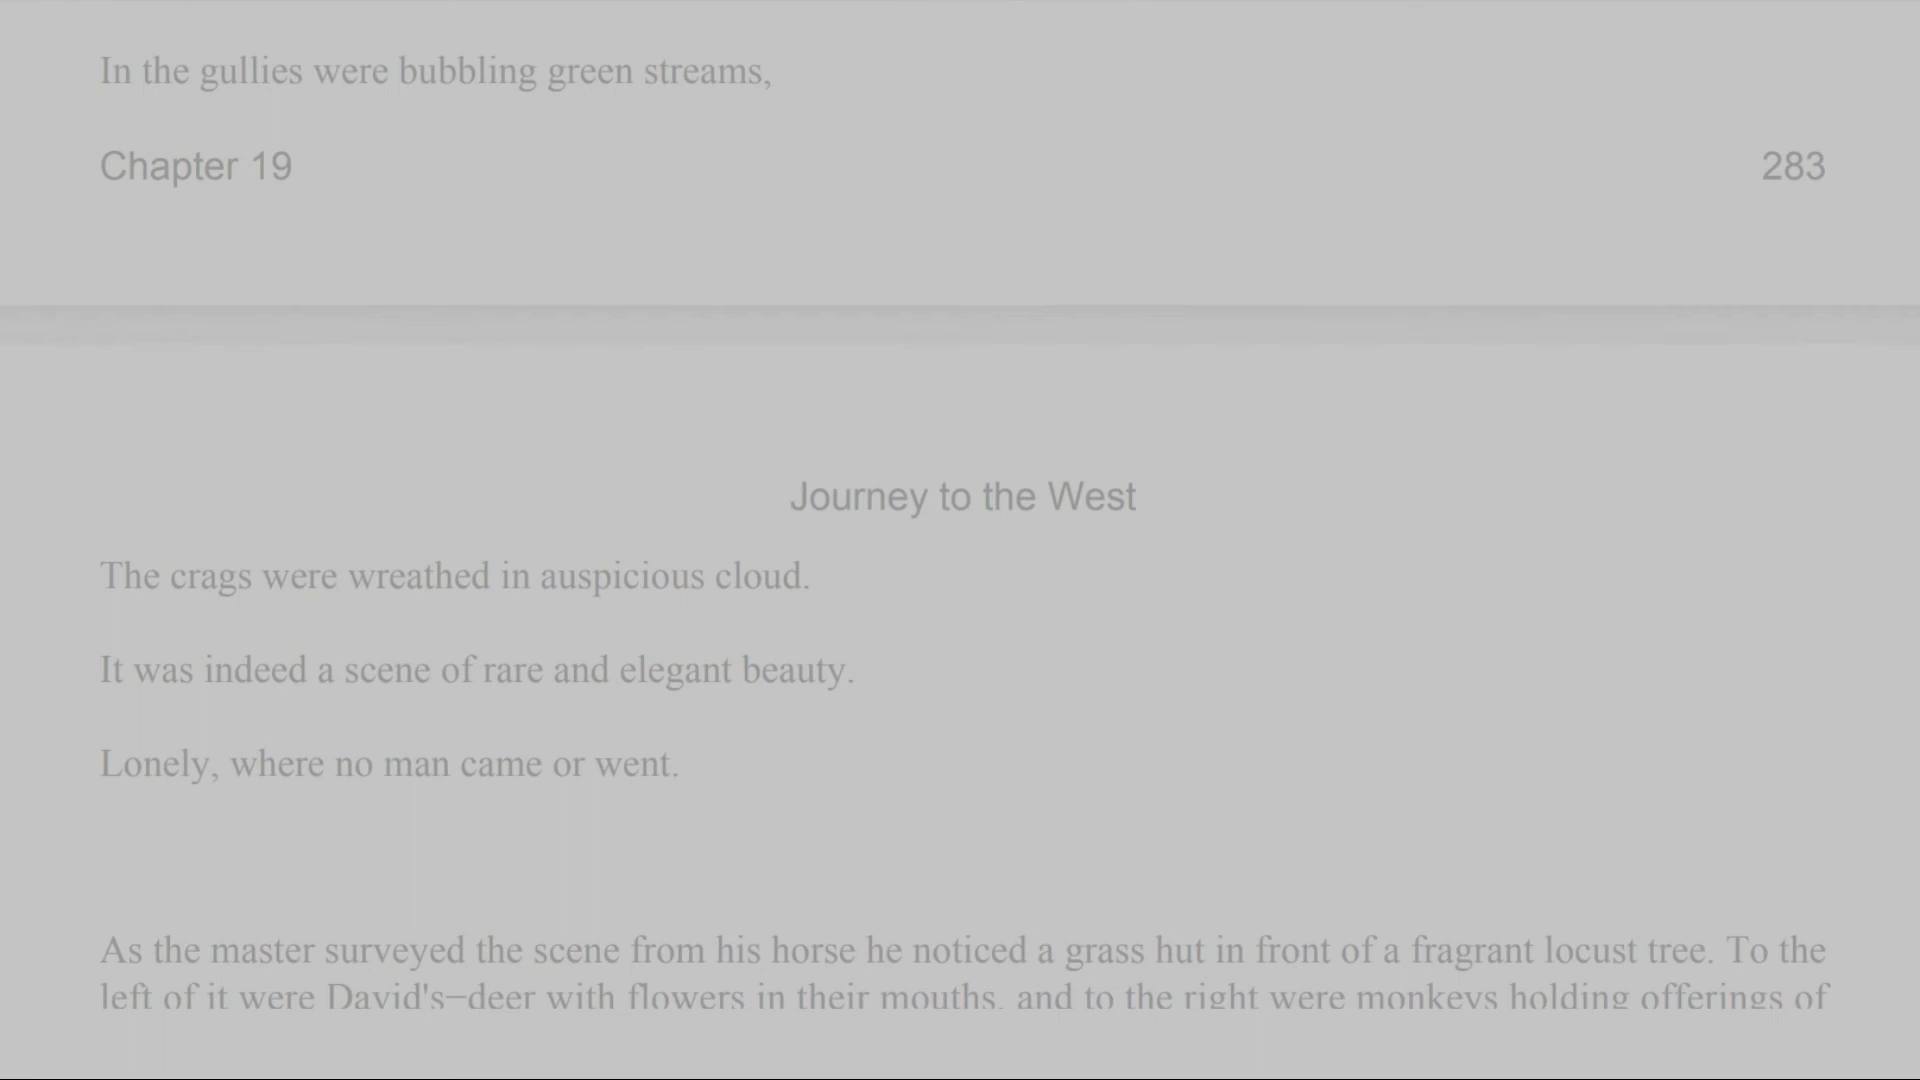 In the gullies were bubbling green streams,
Chapter 19 283
Journey to the West
The crags were wreathed in auspicious cloud.
It was indeed a scene of rare and elegant beauty.
Lonely, where no man came or went.
As the master surveyed the scene from his horse he noticed a grass hut in front of a fragrant locust tree. To the
left of it were David's−deer with flowers in their mouths, and to the right were monkeys holding offerings of